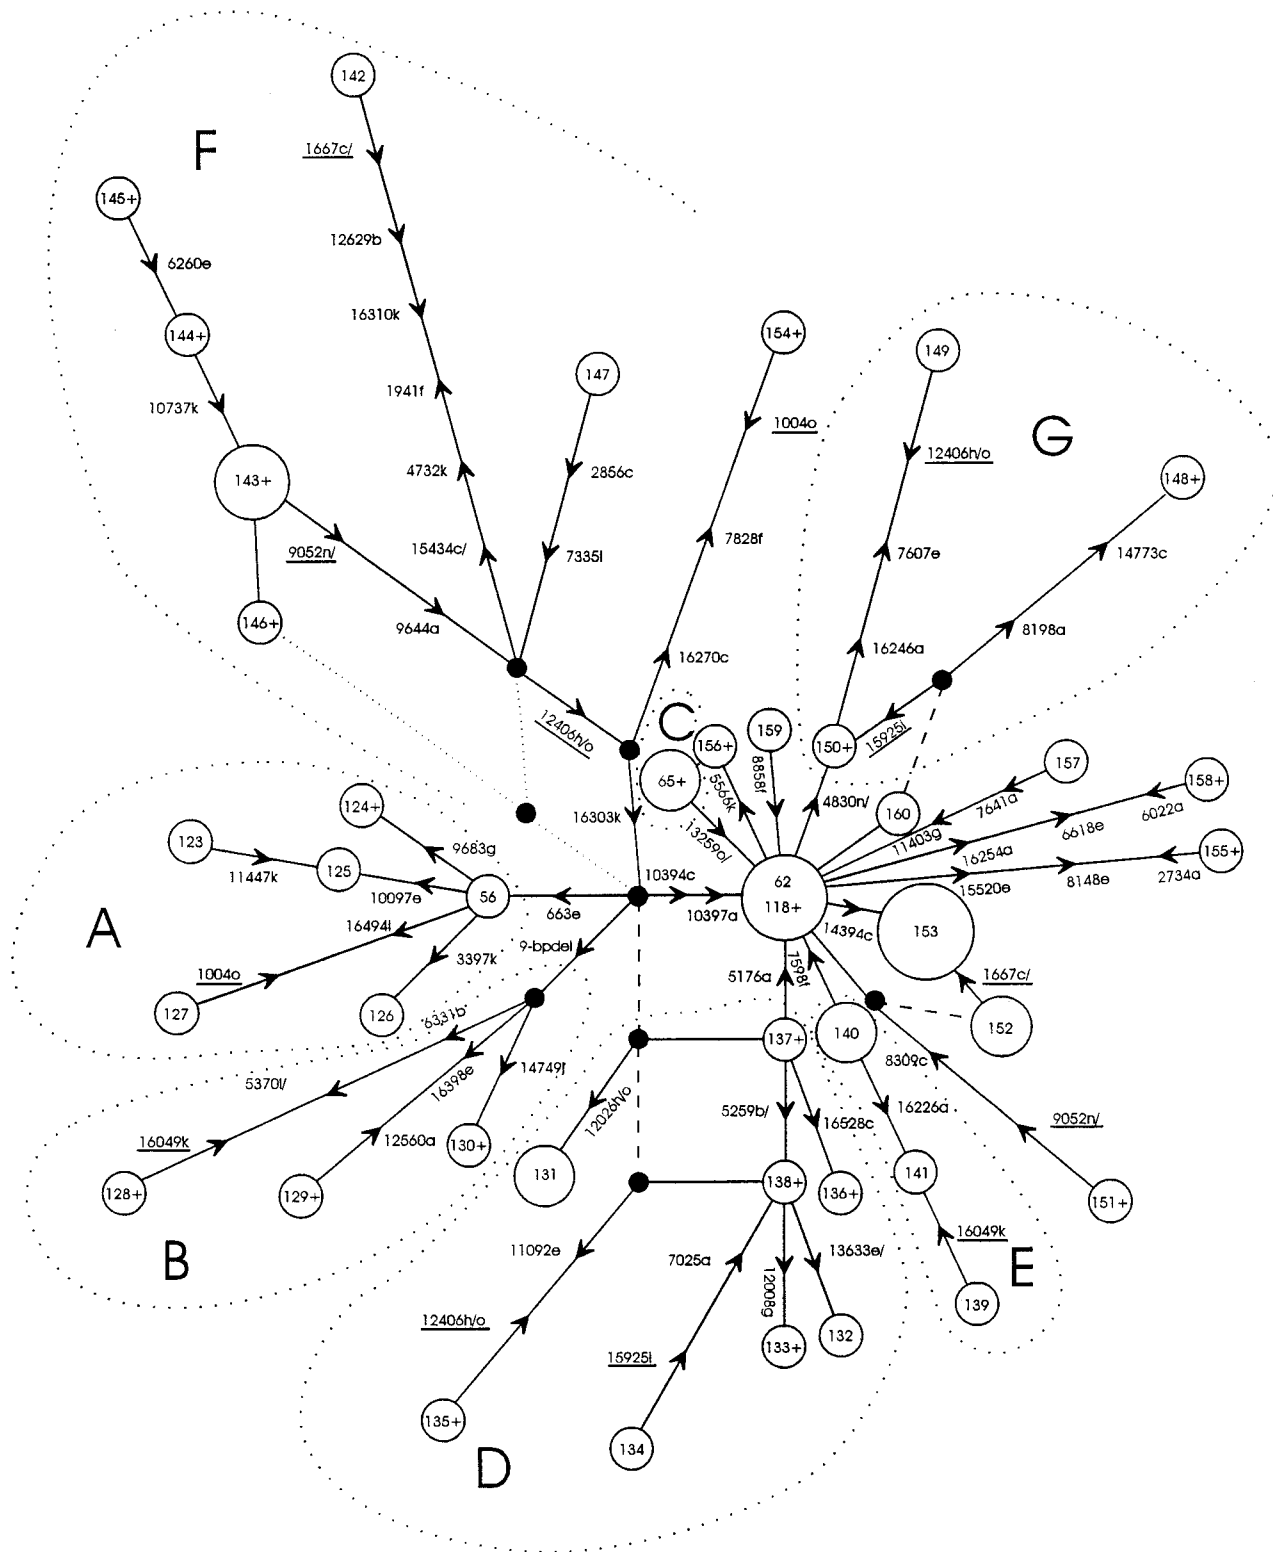 142
F
1667c/
145+
12629b
6260e
16310k
144+
154+
149
147
1941f
10737k
1004o
G
12406h/o
4732k
2856c
148+
143+
7828f
15434c/
7335l
7607e
14773c
9052n/
146+
9644a
8198a
16270c
16246a
12406h/o
C
159
156+
150+
15925i
157
65+
8858f
158+
5566k
124+
4830n/
7641a
160
6022a
16303k
6618e
123
13259o/
11403g
9683g
16254a
155+
11447k
125
10394c
62
15520e
8148e
2734a
10097e
56
663e
10397a
118+
A
16494l
14394c
153
9-bpdel
3397k
1004o
5176a
1598f
1667c/
127
126
6331b
152
137+
140
14749j
8309c
5370l/
16398e
12026h/o
5259b/
16528c
16226a
16049k
12560a
130+
9052n/
128+
129+
131
138+
136+
141
151+
B
11092e
7025a
12008g
13633e/
16049k
E
139
12406h/o
133+
132
15925i
135+
134
D